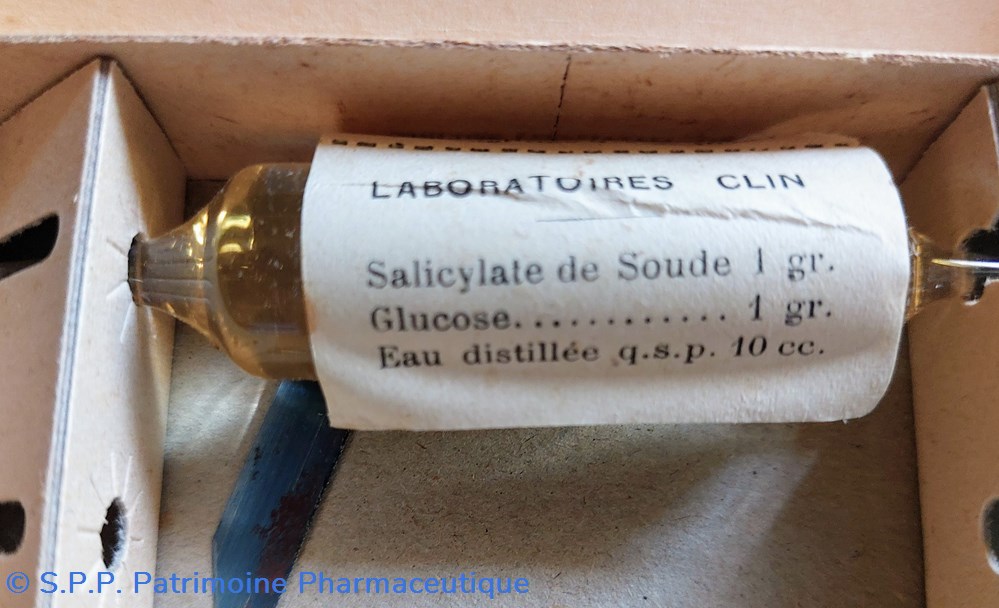 LABORATOIRES CLIN
Salicylate de Soude 1 gr.
Glucose............. 1 gr.
Eau distillée q.s.p. 10 cc.
© S.P.P. Patrimoine Pharmaceutique